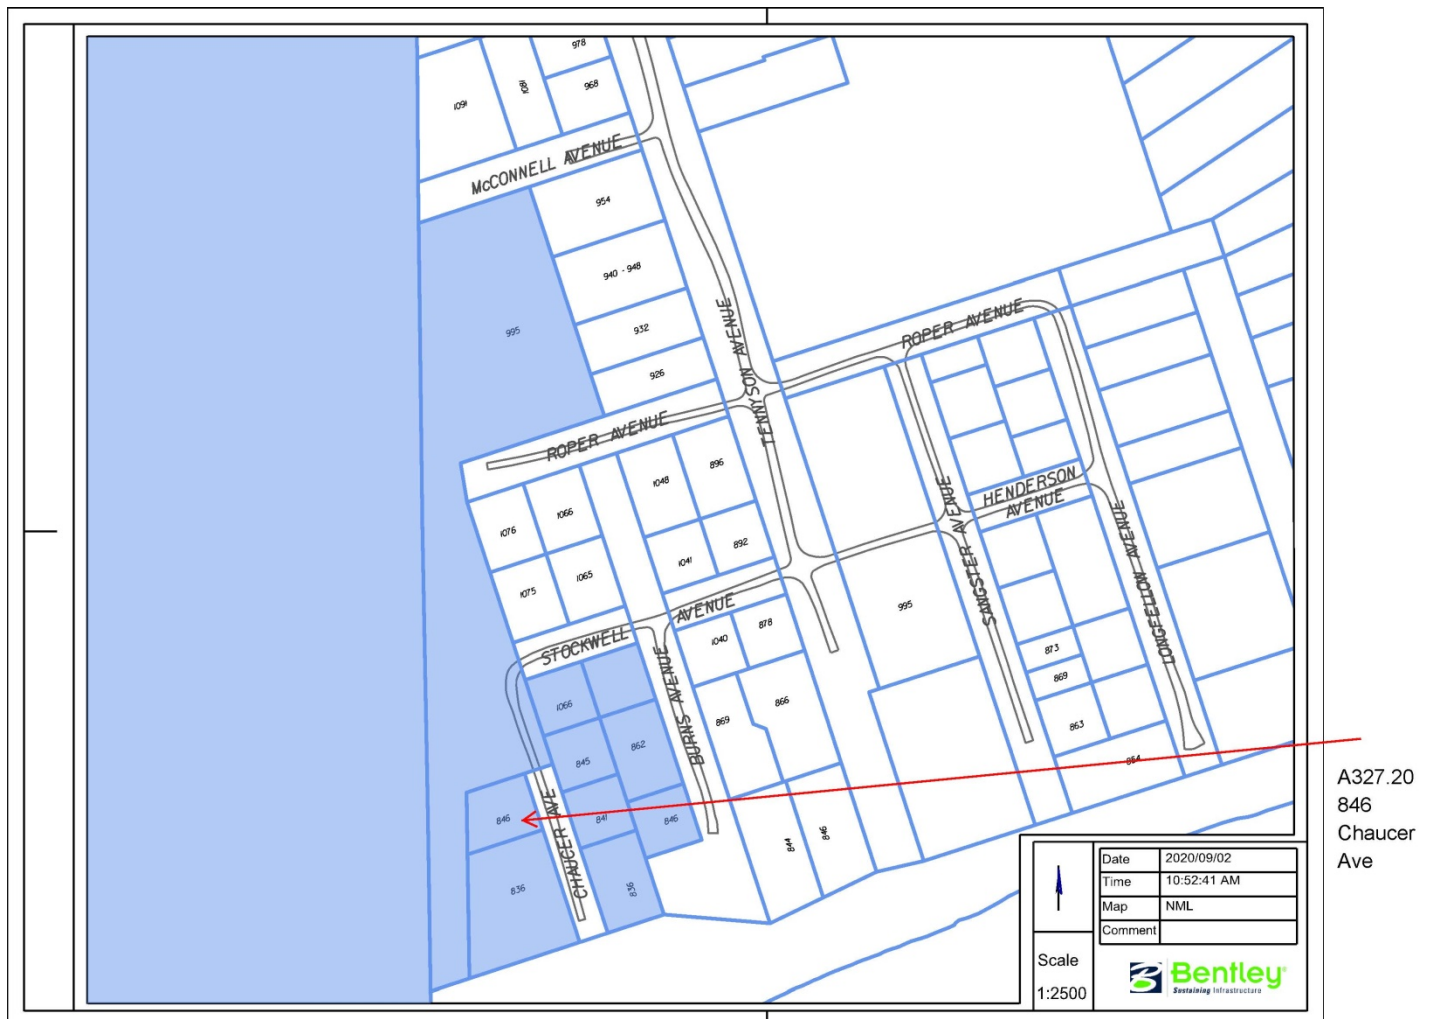 978
1091
1081
968
McCONNELL AVENUE
954
940 - 948
995
932
926
TENNYSON AVENUE
ROPER AVENUE
ROPER AVENUE
1048
896
1076
1066
1041
892
1075
1065
HENDERSON
AVENUE
SANGSTER AVENUE
LONGFELLOW AVENUE
995
STOCKWELL AVENUE
1040
878
BURNS AVENUE
873
869
863
854
1066
862
845
869
866
846
841
846
844
846
836
836
CHAUCER AVE
A327.20
846
Chaucer
Ave
Date 2020/09/02
Time 10:52:41 AM
Map NML
Comment
Scale
1:2500
Bentley
Sustaining Infrastructure